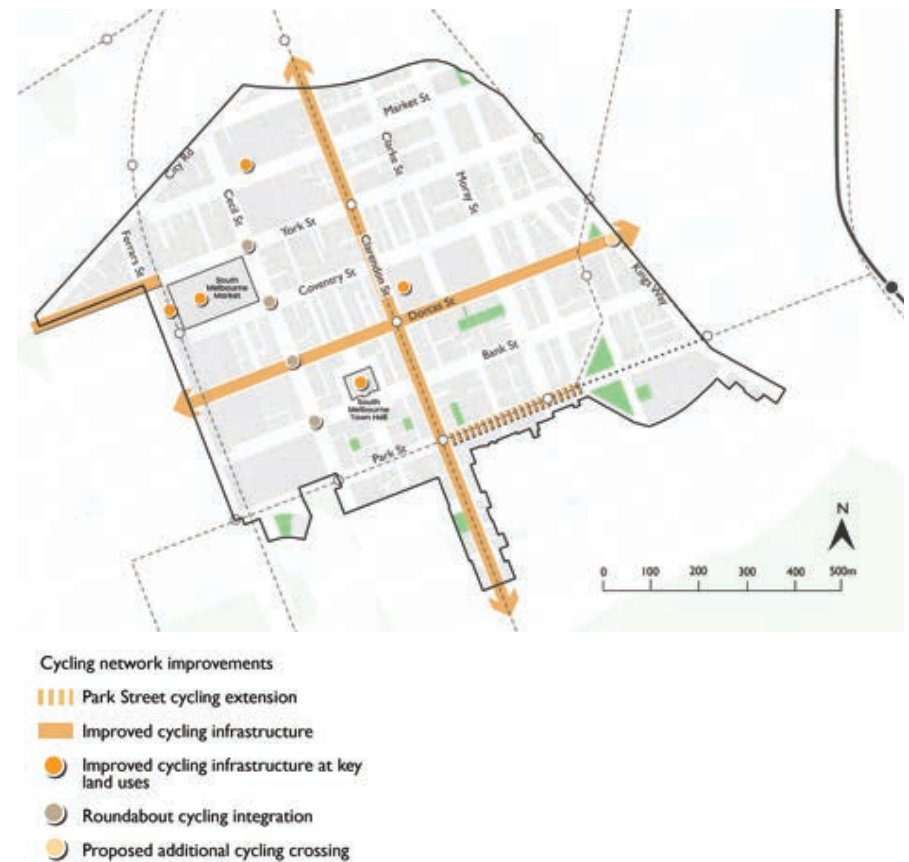 Market St
City Rd
Clarke St
Cecil St
Moray St
York St
Ferrars St
Clarendon St
South
Melbourne
Market
Coventry St
Kings Way
Dorcas St
Bank St
South
Melbourne
Town Hall
Park St
N
0 100 200 300 400 500m
Cycling network improvements
Park Street cycling extension
Improved cycling infrastructure
Improved cycling infrastructure at key
land uses
Roundabout cycling integration
Proposed additional cycling crossing